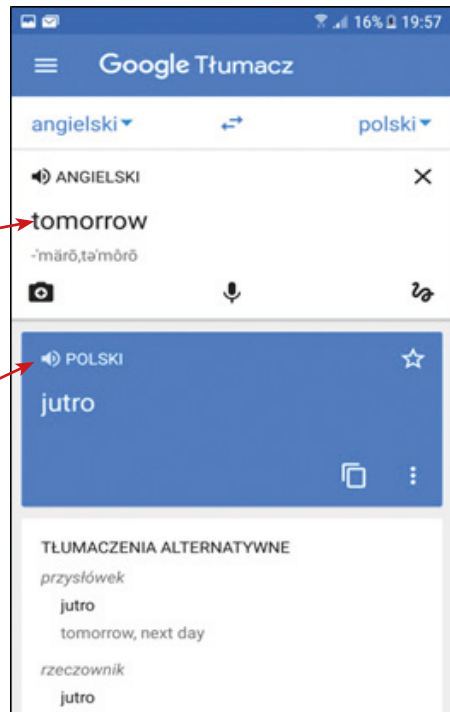 16% 19:57
Google Tłumacz
angielski polski
ANGIELSKI
tomorrow
-ˈmärō,təˈmôrō
POLSKI
jutro
TŁUMACZENIA ALTERNATYWNE
przysłówek
jutro
tomorrow, next day
rzeczownik
jutro